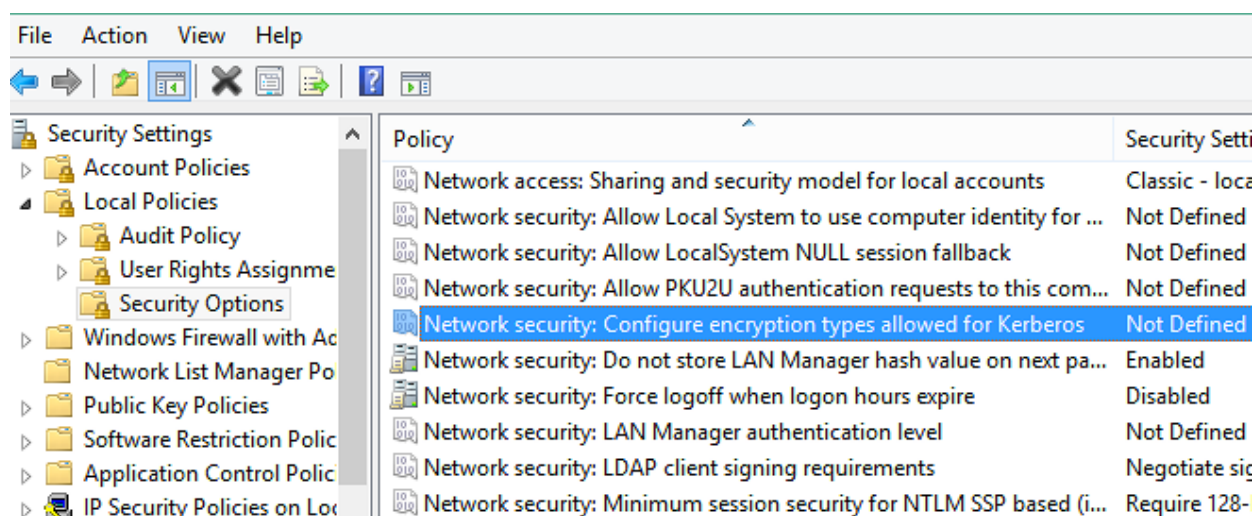 File Action View Help
Security Settings
Account Policies
Local Policies
Audit Policy
User Rights Assignme
Security Options
Windows Firewall with Ad
Network List Manager Po
Public Key Policies
Software Restriction Polic
Application Control Polic
IP Security Policies on Loc
Policy Security Setti
Network access: Sharing and security model for local accounts Classic - loca
Network security: Allow Local System to use computer identity for ... Not Defined
Network security: Allow LocalSystem NULL session fallback Not Defined
Network security: Allow PKU2U authentication requests to this com... Not Defined
Network security: Configure encryption types allowed for Kerberos Not Defined
Network security: Do not store LAN Manager hash value on next pa... Enabled
Network security: Force logoff when logon hours expire Disabled
Network security: LAN Manager authentication level Not Defined
Network security: LDAP client signing requirements Negotiate sig
Network security: Minimum session security for NTLM SSP based (i... Require 128-